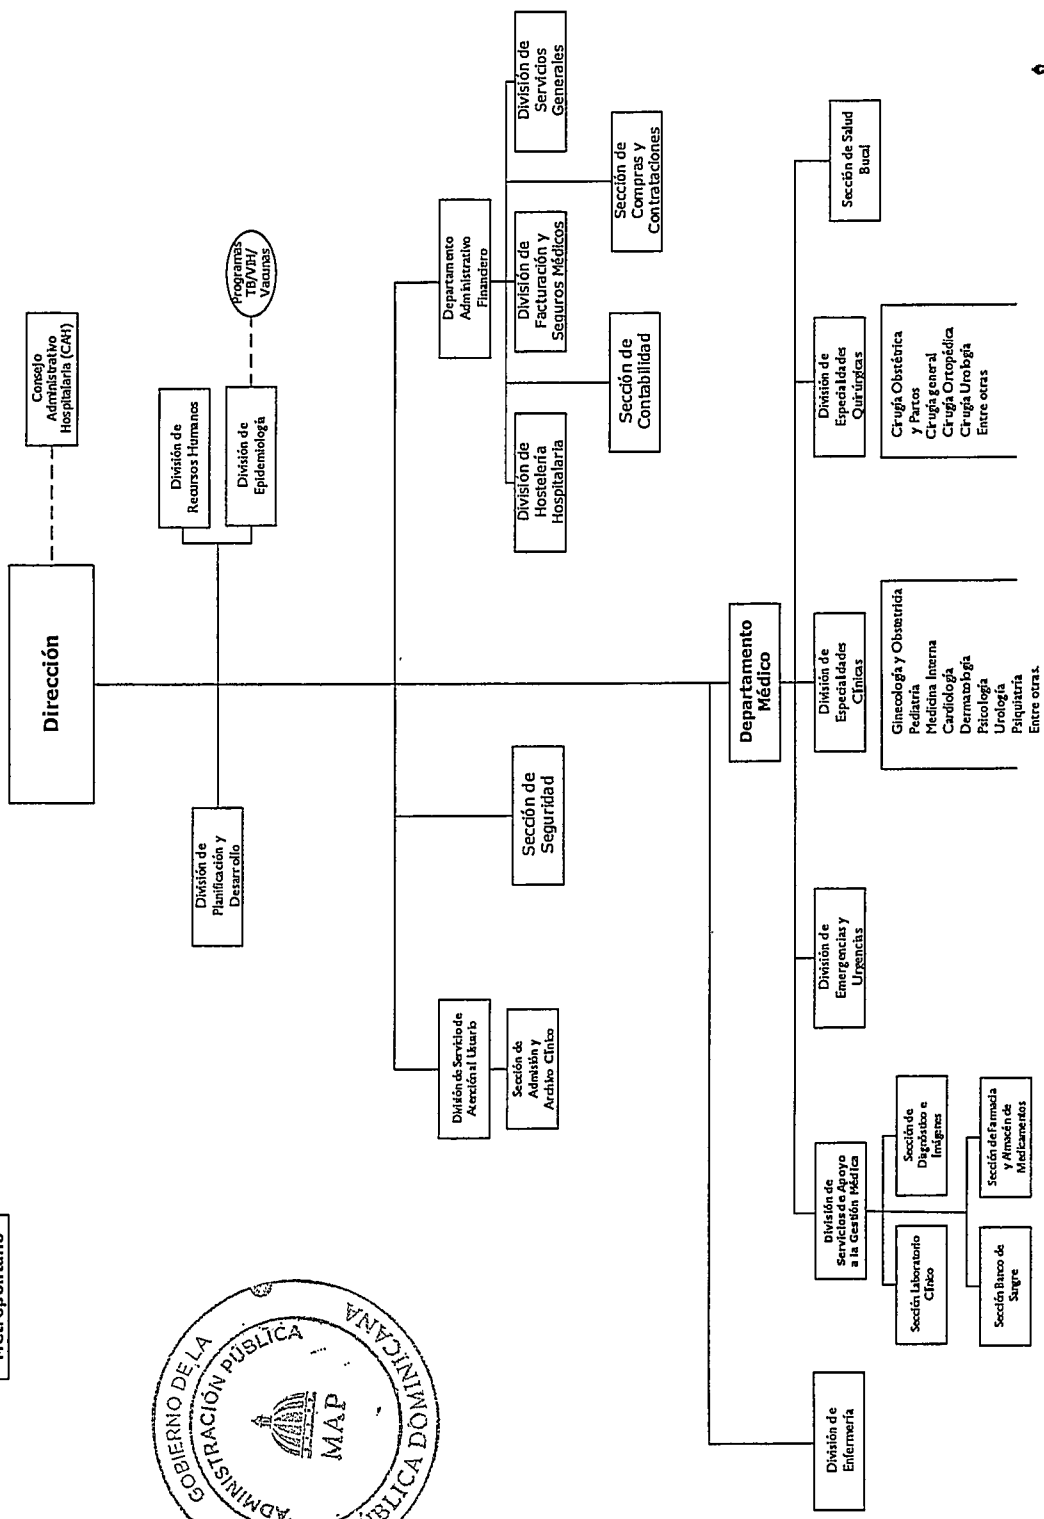 Metropolitano
GOBIERNO DE LA
REPÚBLICA DOMINICANA
ADMINISTRACIÓN PÚBLICA
MAP
Dirección
Consejo
Administrativo
Hospitalaria (CAH)
División de
Planificación y
Desarrollo
División de
Recursos Humanos
División de
Epidemiología
Programas
TB/VIH/
Vacunas
División de Servicio de
Atención al Usuario
Sección de
Admisión y
Archivo Clínico
Sección de
Seguridad
Departamento
Administrativo
Financiero
División de
Hostelería
Hospitalaria
División de
Facturación y
Seguros Médicos
División de
Servicios
Generales
Sección de
Contabilidad
Sección de
Compras y
Contrataciones
Departamento
Médico
División de
Enfermería
División de
Servicios de Apoyo
a la Gestión Médica
Sección Laboratorio
Clínico
Sección de
Diagnóstico e
Imágenes
Sección Banco de
Sangre
Sección de Farmacia
y Almacén de
Medicamentos
División de
Emergencias y
Urgencias
División de
Especialidades
Clínicas
Ginecología y Obstetricia
Pediatría
Medicina Interna
Cardiología
Dermatología
Psicología
Urología
Psiquiatría
Entre otras.
División de
Especialidades
Quirúrgicas
Cirugía Obstétrica
y Partos
Cirugía general
Cirugía Ortopédica
Cirugía Urología
Entre otras
Sección de Salud
Bucal